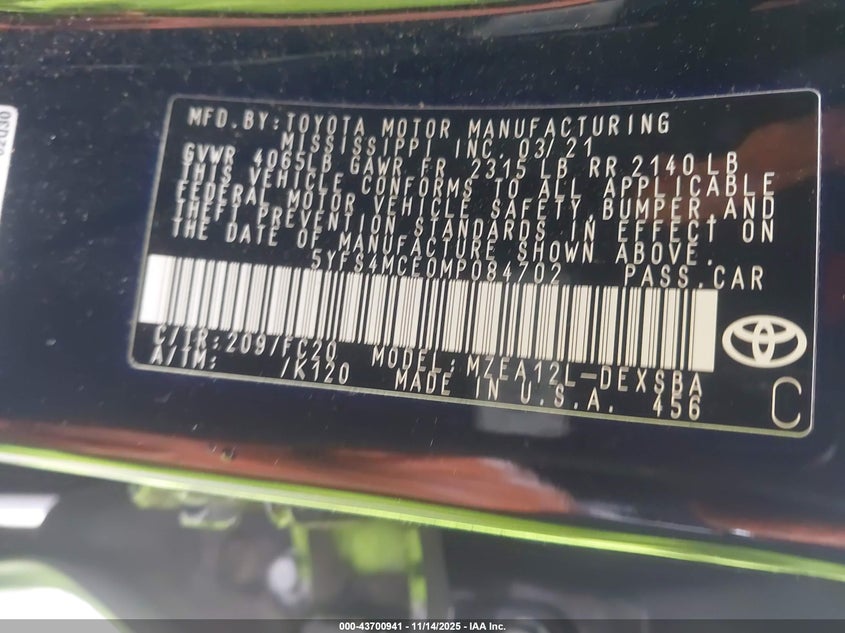 MFD.BY:TOYOTA MOTOR MANUFACTURING
MISSISSIPPI INC. 03/21
GVWR 4065LB GAWR FR 2315 LB RR 2140 LB
THIS VEHICLE CONFORMS TO ALL APPLICABLE
FEDERAL MOTOR VEHICLE SAFETY,BUMPER,AND
THEFT PREVENTION STANDARDS IN EFFECT ON
THE DATE OF MANUFACTURE SHOWN ABOVE.
5YFS4MCE0MP084702 PASS.CAR
C/TR:209/FC20 MODEL:MZEA12L-DEXSBA
A/TM: /K120 MADE IN U.S.A. 456
C
000-43700941 - 11/14/2025 - IAA Inc.